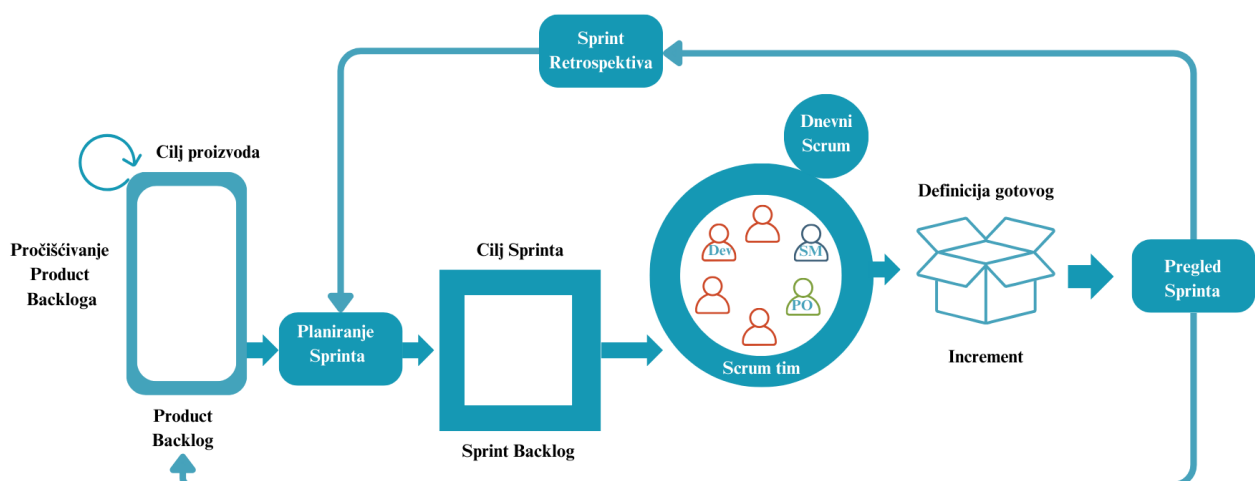 Sprint
Retrospektiva
Dnevni
Scrum
Cilj proizvoda
Definicija gotovog
Pročišćivanje
Product
Backloga
Cilj Sprinta
Dev
SM
PO
Pregled
Sprinta
Planiranje
Sprinta
Scrum tim
Increment
Product
Backlog
Sprint Backlog